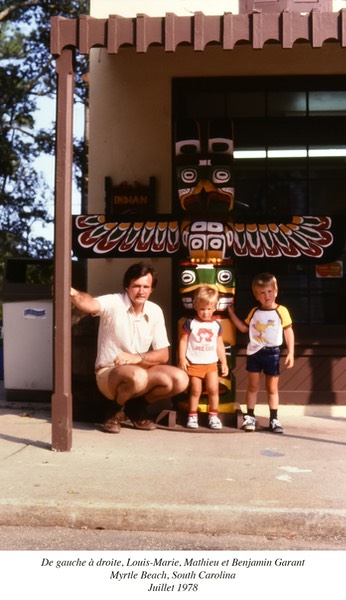 INDIAN
De gauche à droite, Louis-Marie, Mathieu et Benjamin Garant
Myrtle Beach, South Carolina
Juillet 1978